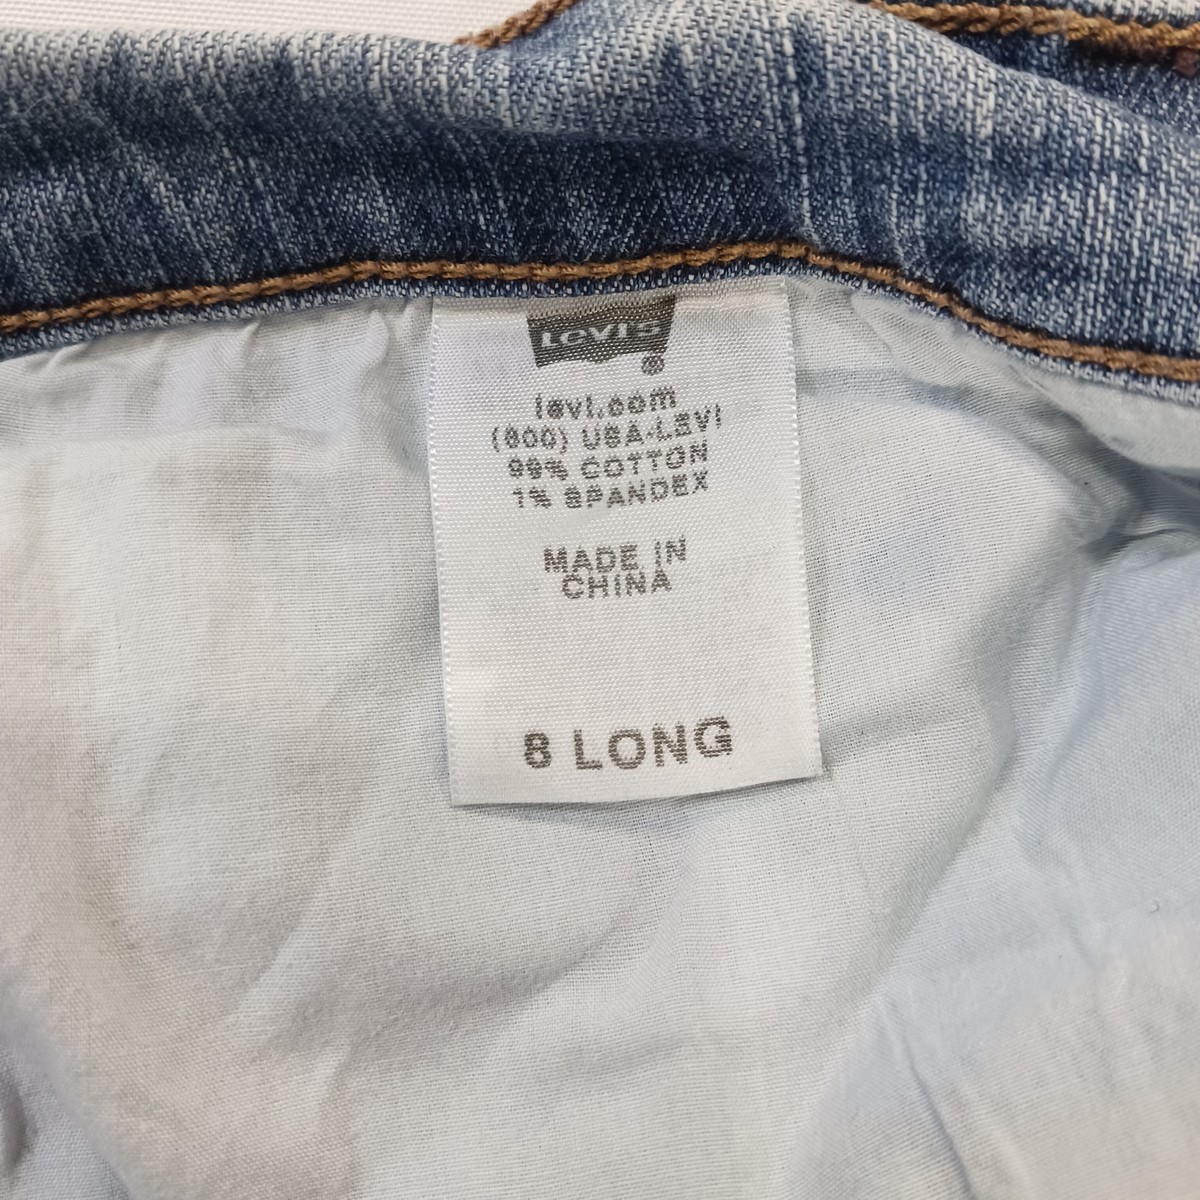 Levi's
®
levi.com
(800) USA-LEVI
99% COTTON
1% SPANDEX
MADE IN
CHINA
8 LONG